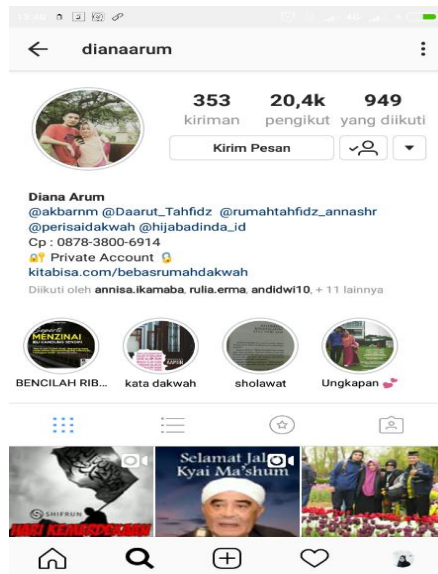 dianaarum
353 20,4k 949
kiriman pengikut yang diikuti
Kirim Pesan
Diana Arum
@akbarnm @Daarut_Tahfidz @rumahtahfidz_annashr
@perisaidakwah @hijabadinda_id
Cp : 0878-3800-6914
🔐 Private Account 🔏
kitabisa.com/bebasrumahdakwah
Diikuti oleh annisa.ikamaba, rulia.erma, andidwi10, + 11 lainnya
MENZINAI
BENCILAH RIB... kata dakwah sholawat Ungkapan 💕
Selamat Jal
Kyai Ma'shum
SHIFRUN
HARI KEMERDEKAAN